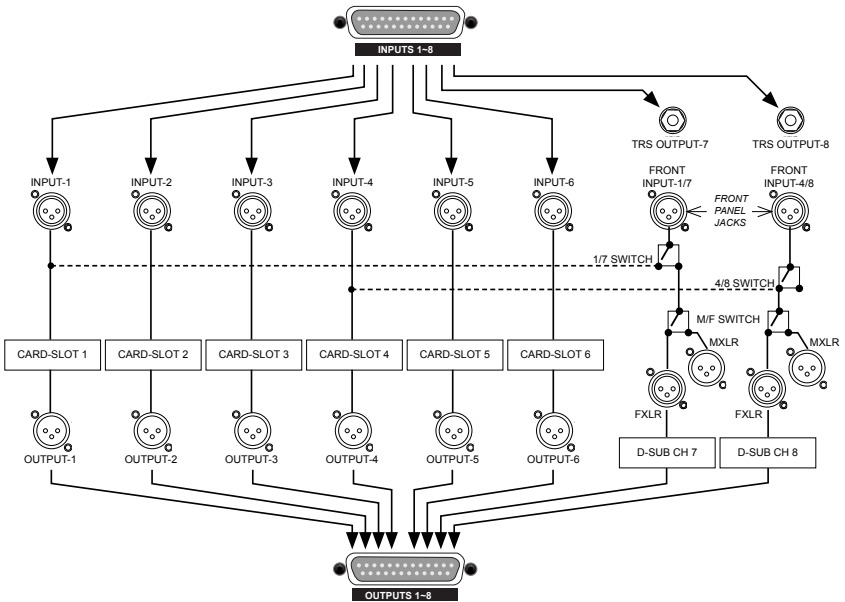 INPUTS 1~8
TRS OUTPUT-7
TRS OUTPUT-8
INPUT-1
INPUT-2
INPUT-3
INPUT-4
INPUT-5
INPUT-6
FRONT
INPUT-1/7
FRONT
INPUT-4/8
FRONT
PANEL
JACKS
1/7 SWITCH
4/8 SWITCH
M/F SWITCH
MXLR
MXLR
CARD-SLOT 1
CARD-SLOT 2
CARD-SLOT 3
CARD-SLOT 4
CARD-SLOT 5
CARD-SLOT 6
FXLR
FXLR
OUTPUT-1
OUTPUT-2
OUTPUT-3
OUTPUT-4
OUTPUT-5
OUTPUT-6
D-SUB CH 7
D-SUB CH 8
OUTPUTS 1~8